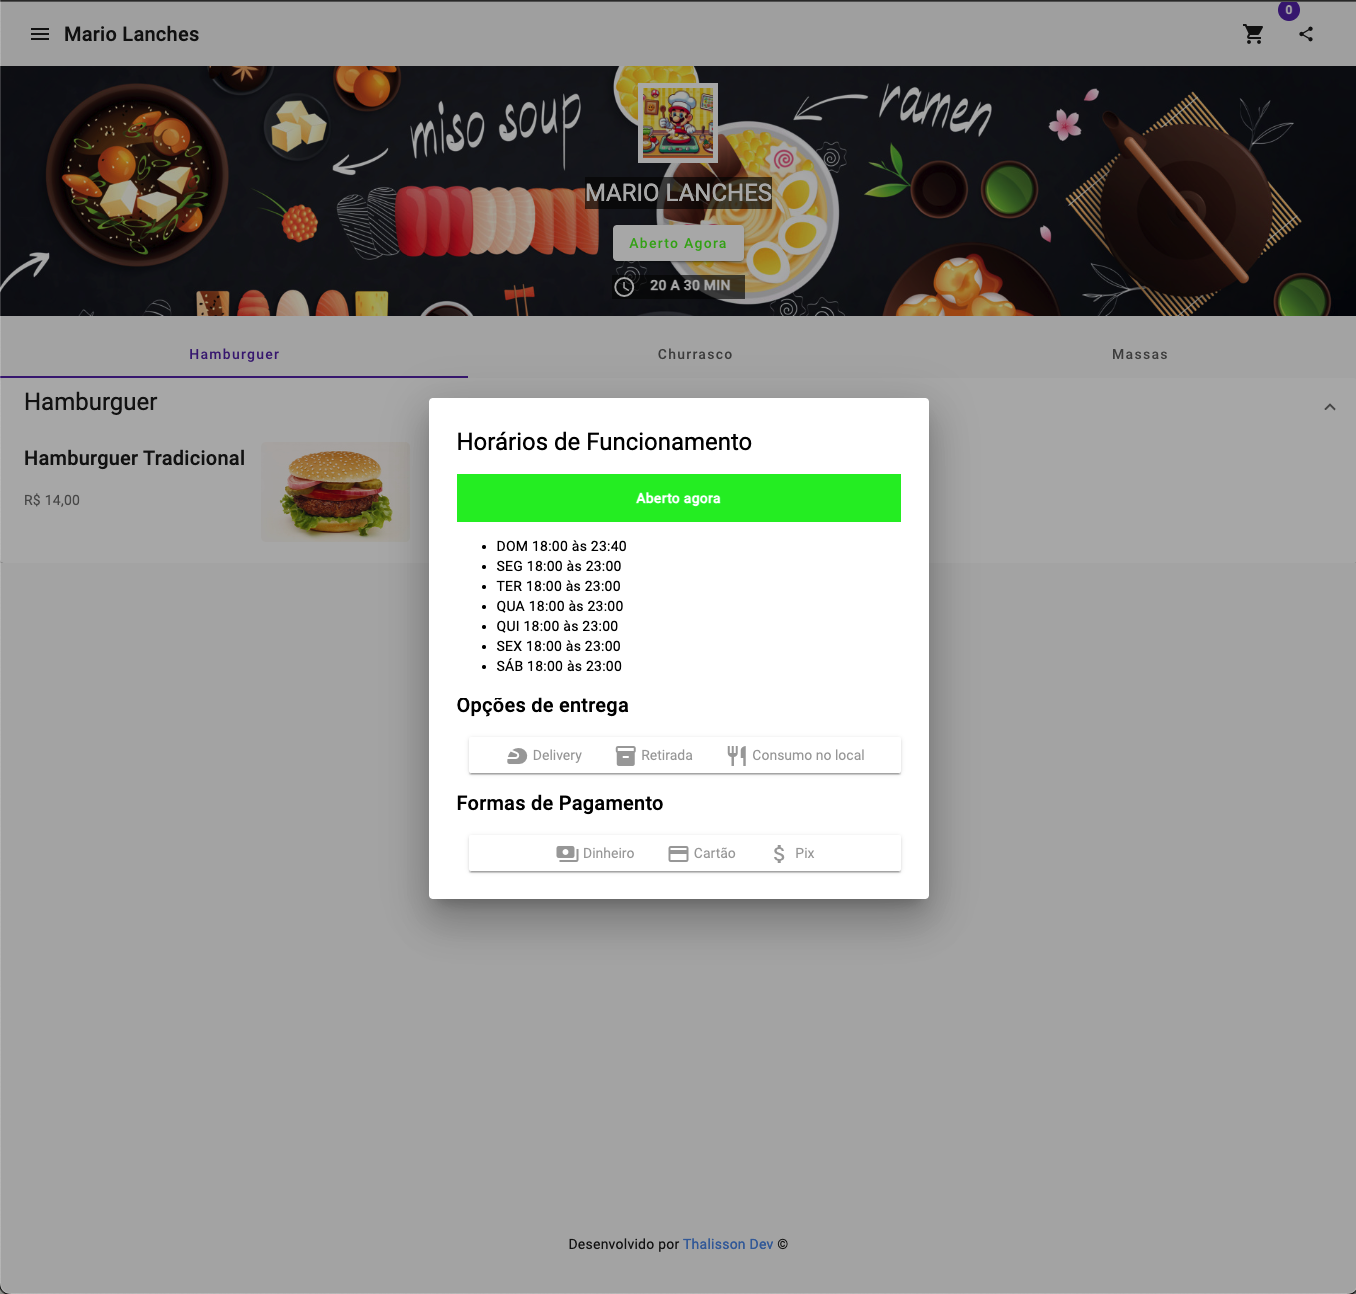 Mario Lanches
0
miso soup
ramen
MARIO LANCHES
Aberto Agora
20 A 30 MIN
Hamburguer
Churrasco
Massas
Hamburguer
Hamburguer Tradicional
R$ 14,00
Horários de Funcionamento
Aberto agora
DOM 18:00 às 23:40
SEG 18:00 às 23:00
TER 18:00 às 23:00
QUA 18:00 às 23:00
QUI 18:00 às 23:00
SEX 18:00 às 23:00
SÁB 18:00 às 23:00
Opções de entrega
Delivery
Retirada
Consumo no local
Formas de Pagamento
Dinheiro
Cartão
Pix
Desenvolvido por Thalisson Dev ©